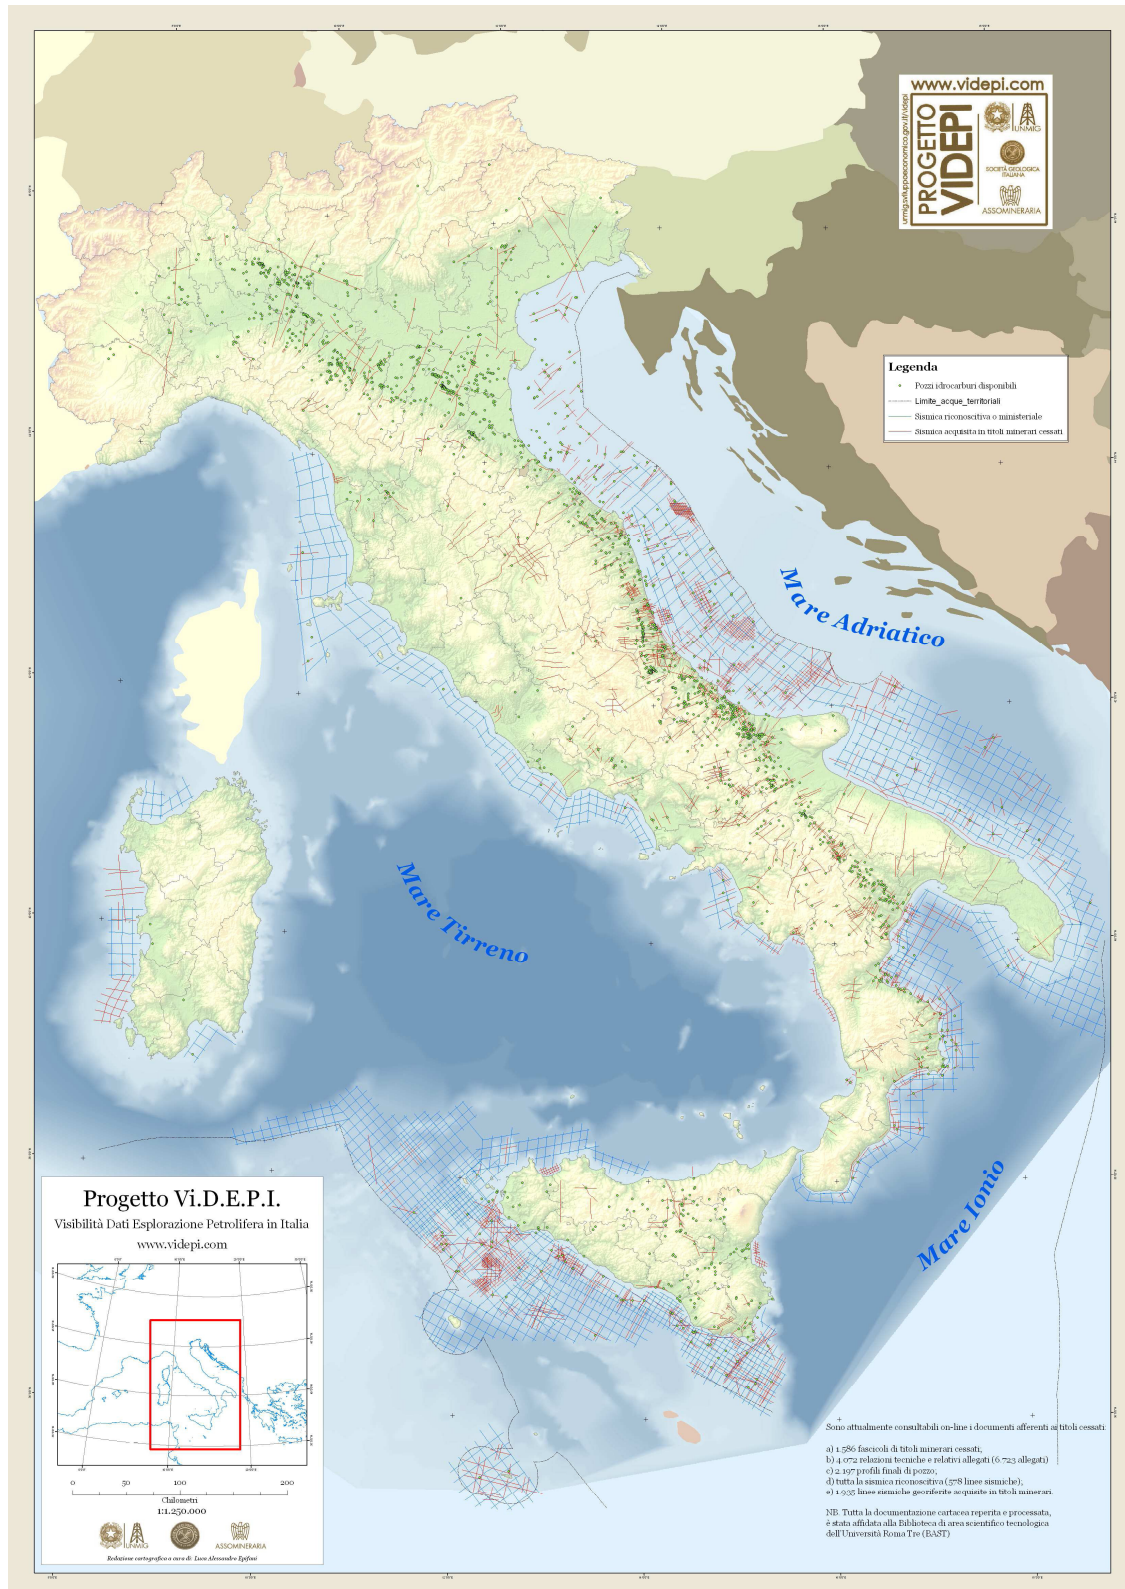 www.videpi.com
unmig.sviluppoeconomico.gov.it/videpi
PROGETTO
VIDEPI
UNMIG
SOCIETÀ GEOLOGICA
ITALIANA
ASSOMINERARIA
Legenda
Pozzi idrocarburi disponibili
Limite_acque_territoriali
Sismica riconoscitiva o ministeriale
Sismica acquisita in titoli minerari cessati
Mare Adriatico
Mare Tirreno
Mare Ionio
Progetto Vi.D.E.P.I.
Visibilità Dati Esplorazione Petrolifera in Italia
www.videpi.com
0 50 100 200
Chilometri
1:1.250.000
UNMIG
ASSOMINERARIA
Redazione cartografica a cura di: Luca Alessandro Epifani
Sono attualmente consultabili on-line i documenti afferenti ai titoli cessati:
a) 1.586 fascicoli di titoli minerari cessati;
b) 4.072 relazioni tecniche e relativi allegati (6.723 allegati)
c) 2.197 profili finali di pozzo;
d) tutta la sismica riconoscitiva (578 linee sismiche);
e) 1.935 linee sismiche georiferite acquisite in titoli minerari.
NB. Tutta la documentazione cartacea reperita e processata,
è stata affidata alla Biblioteca di area scientifico tecnologica
dell'Università Roma Tre (BAST)